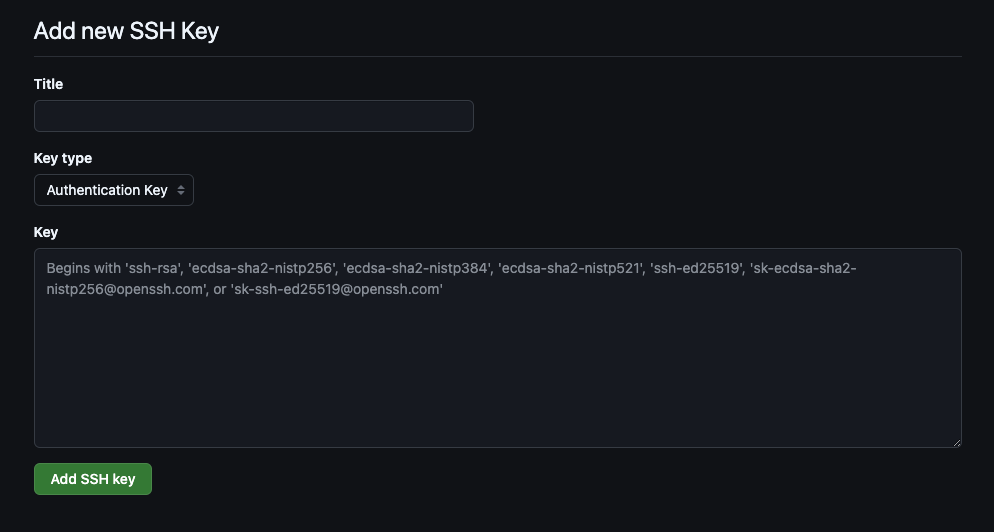 Add new SSH Key
Title
Key type
Authentication Key
Key
Begins with 'ssh-rsa', 'ecdsa-sha2-nistp256', 'ecdsa-sha2-nistp384', 'ecdsa-sha2-nistp521', 'ssh-ed25519', 'sk-ecdsa-sha2-
nistp256@openssh.com', or 'sk-ssh-ed25519@openssh.com'
Add SSH key